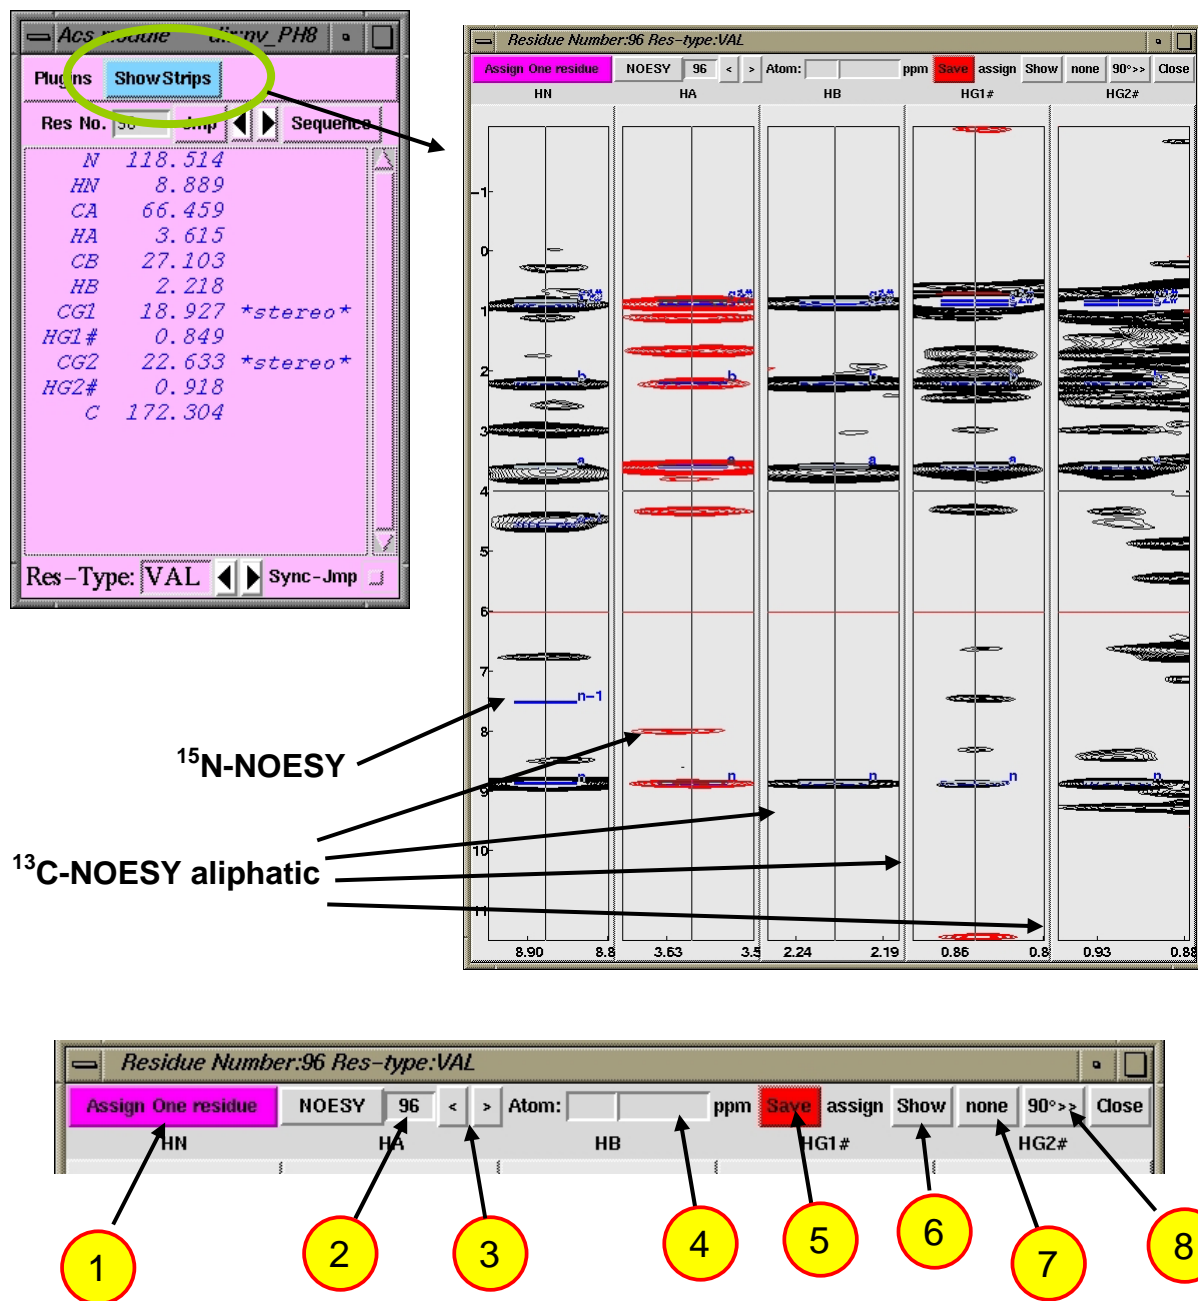 Acs module dirinv_PH8
Plugins ShowStrips
Res No. 96 Jmp Sequence
N 118.514
HN 8.889
CA 66.459
HA 3.615
CB 27.103
HB 2.218
CG1 18.927 *stereo*
HG1# 0.849
CG2 22.633 *stereo*
HG2# 0.918
C 172.304
Res-Type: VAL Sync-Jmp
Residue Number:96 Res-type:VAL
Assign One residue NOESY 96 < > Atom: ppm Save assign Show none 90°>> Close
HN HA HB HG1# HG2#
-1
0
1
2
3
4
5
6
7
8
9
10
11
b b b b
a a a
n-1
n n n n n
8.90 8.8 3.63 3.5 2.24 2.19 0.86 0.8 0.93 0.88
15N-NOESY
13C-NOESY aliphatic
Residue Number:96 Res-type:VAL
Assign One residue NOESY 96 < > Atom: ppm Save assign Show none 90°>> Close
HN HA HB HG1# HG2#
1 2 3 4 5 6 7 8